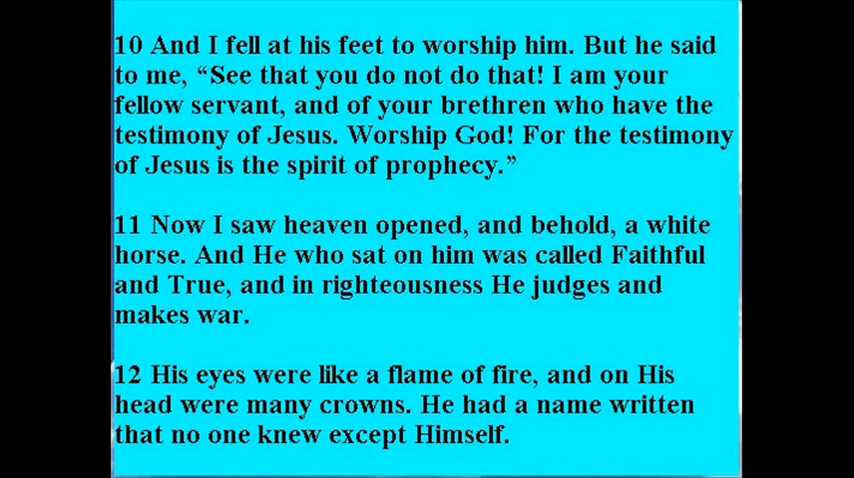 10 And I fell at his feet to worship him. But he said
to me, “See that you do not do that! I am your
fellow servant, and of your brethren who have the
testimony of Jesus. Worship God! For the testimony
of Jesus is the spirit of prophecy.”
11 Now I saw heaven opened, and behold, a white
horse. And He who sat on him was called Faithful
and True, and in righteousness He judges and
makes war.
12 His eyes were like a flame of fire, and on His
head were many crowns. He had a name written
that no one knew except Himself.